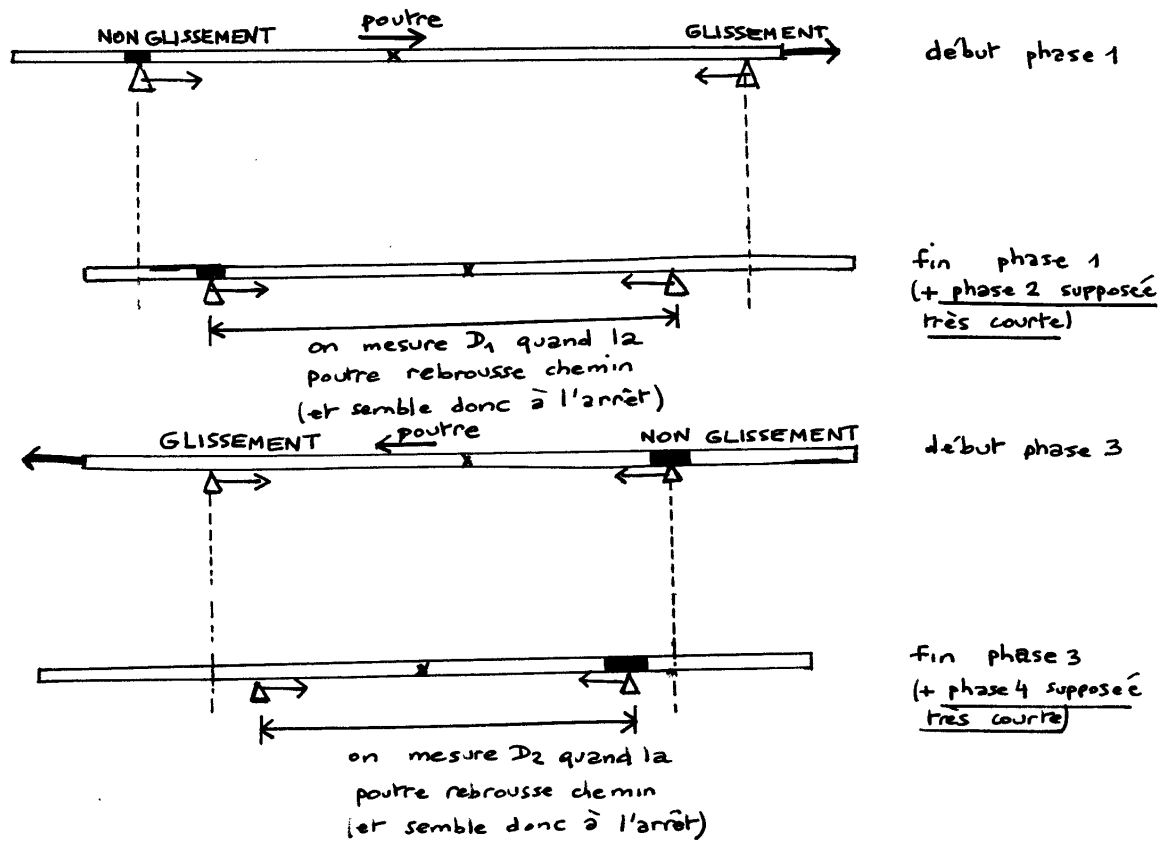 poutre
NON GLISSEMENT
GLISSEMENT
début phase 1
fin phase 1
(+ phase 2 supposée
très courte)
on mesure D₁ quand la
poutre rebrousse chemin
(et semble donc à l'arrêt)
GLISSEMENT
poutre
NON GLISSEMENT
début phase 3
fin phase 3
(+ phase 4 supposée
très courte)
on mesure D₂ quand la
poutre rebrousse chemin
(et semble donc à l'arrêt)